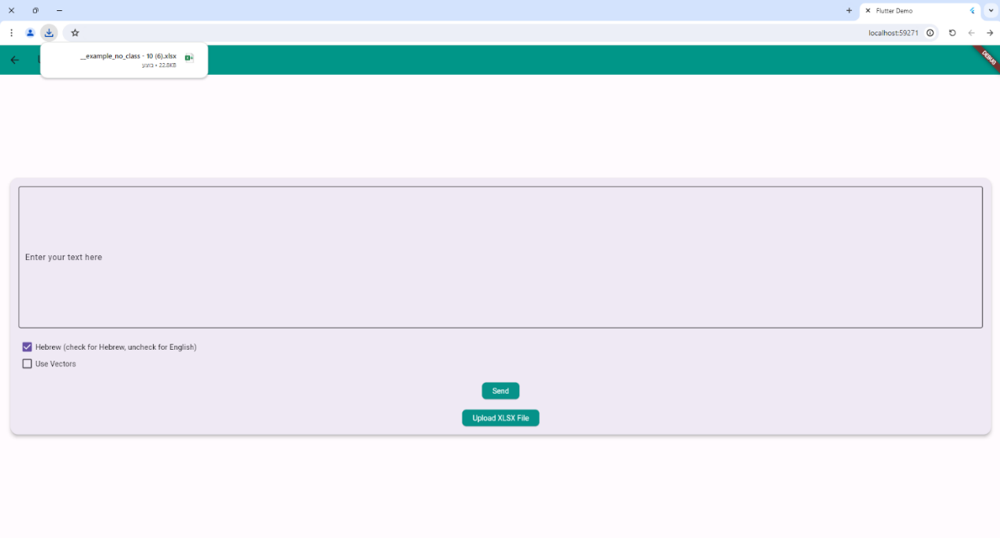 Flutter Demo
localhost:59271
__example_no_class - 10 (6).xlsx
22.8KB • בוצע
DEBUG
Enter your text here
Hebrew (check for Hebrew, uncheck for English)
Use Vectors
Send
Upload XLSX File